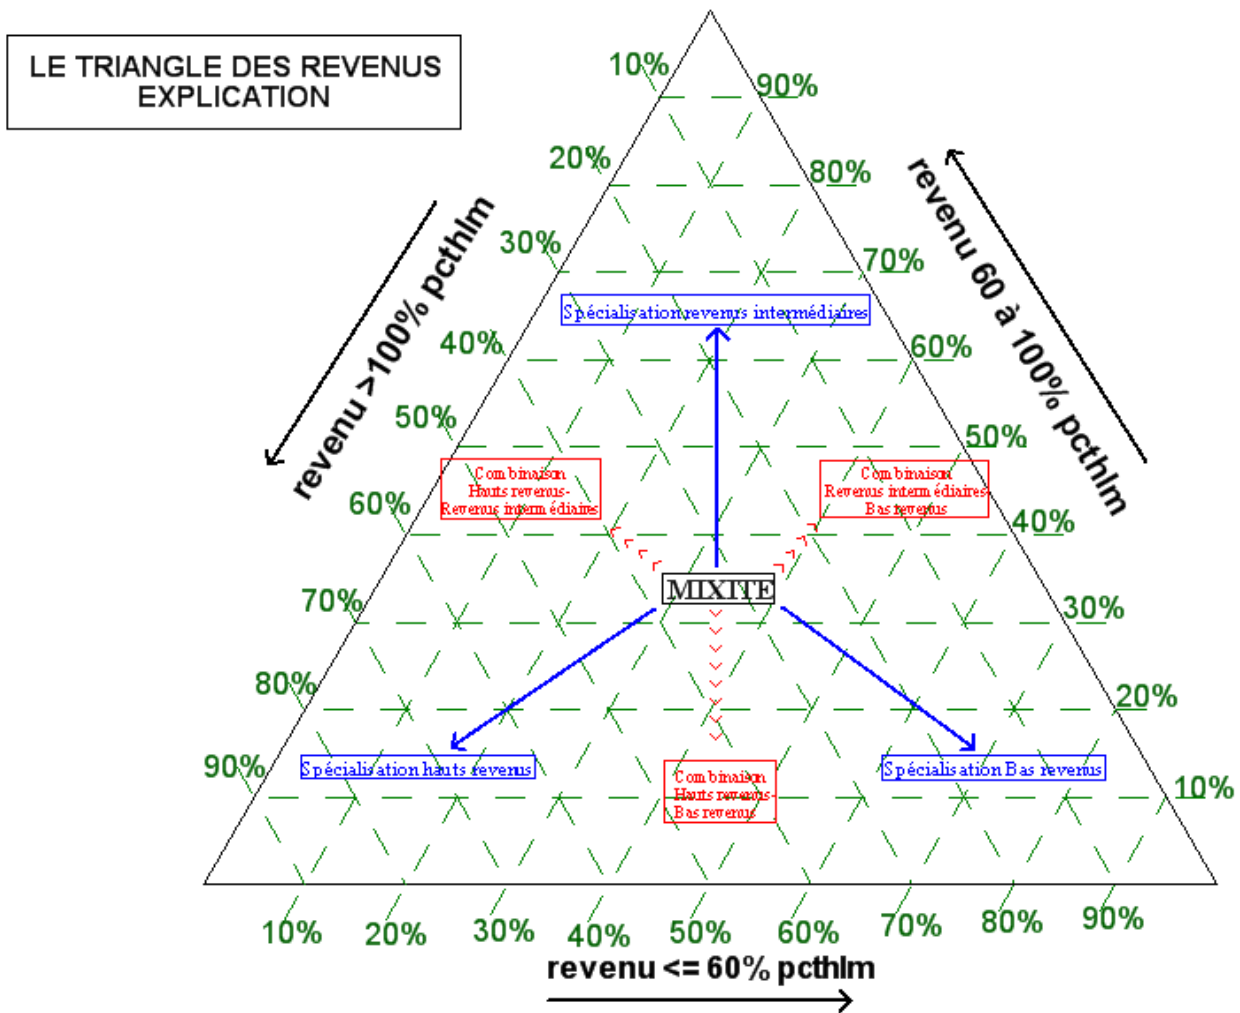 LE TRIANGLE DES REVENUS
EXPLICATION
10%
90%
20%
80%
30%
70%
40%
60%
50%
50%
60%
40%
70%
30%
80%
20%
90%
10%
revenu >100% pcthlm
revenu 60 à 100% pcthlm
Spécialisation revenus intermédiaires
Combinaison
Hauts revenus-
Revenus intermédiaires
Combinaison
Revenus intermédiaires-
Bas revenus
MIXITE
Spécialisation hauts revenus
Combinaison
Hauts revenus-
Bas revenus
Spécialisation Bas revenus
10% 20% 30% 40% 50% 60% 70% 80% 90%
revenu <= 60% pcthlm